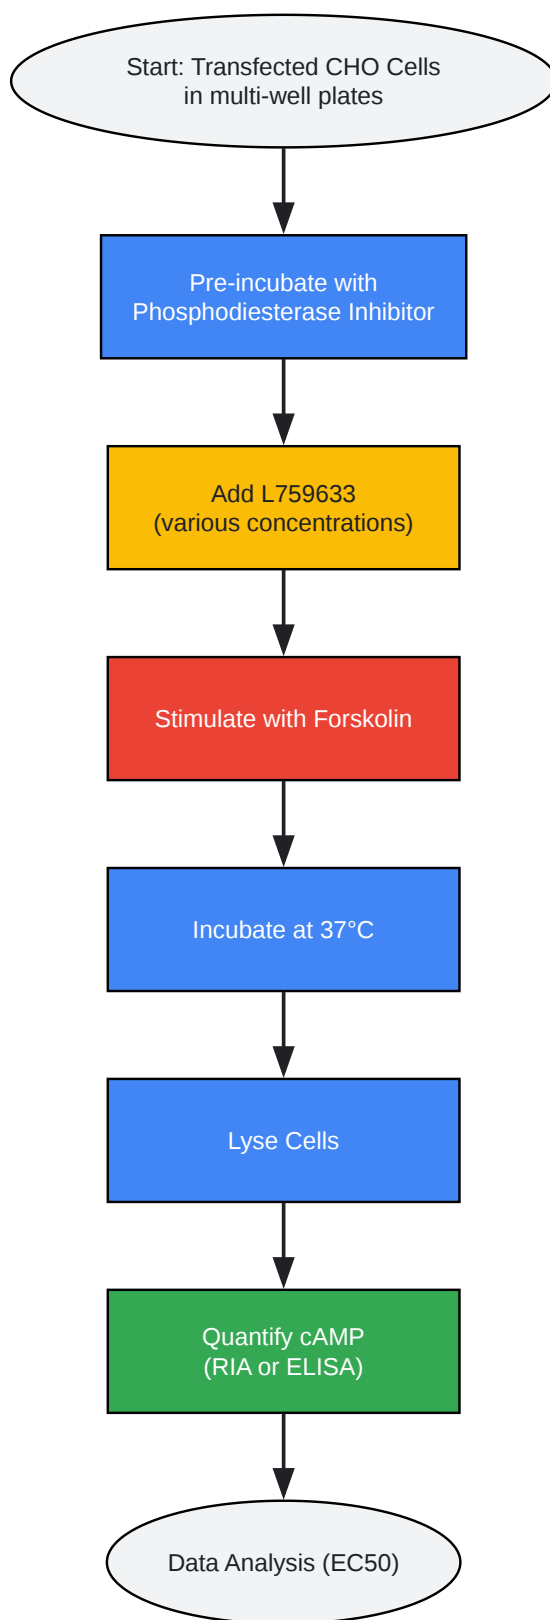 Start: Transfected CHO Cells
in multi-well plates
Pre-incubate with
Phosphodiesterase Inhibitor
Add L759633
(various concentrations)
Stimulate with Forskolin
Incubate at 37°C
Lyse Cells
Quantify cAMP
(RIA or ELISA)
Data Analysis (EC50)